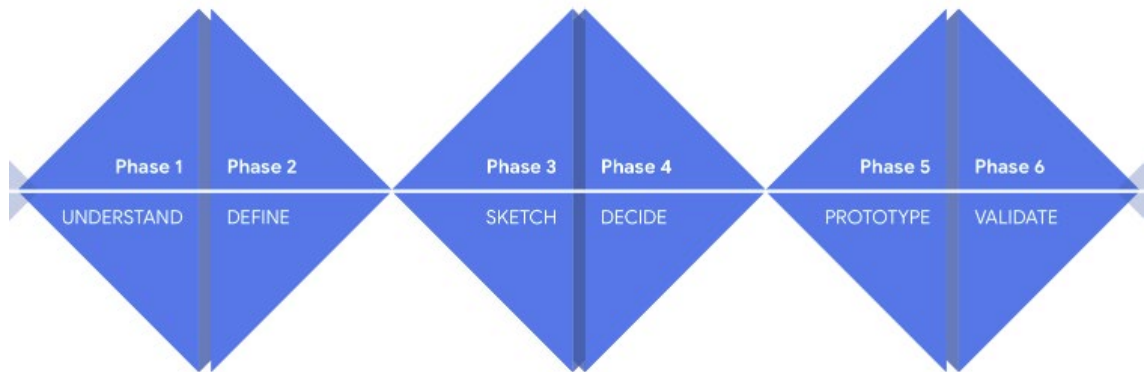 Phase 1 Phase 2 Phase 3 Phase 4 Phase 5 Phase 6
UNDERSTAND DEFINE SKETCH DECIDE PROTOTYPE VALIDATE